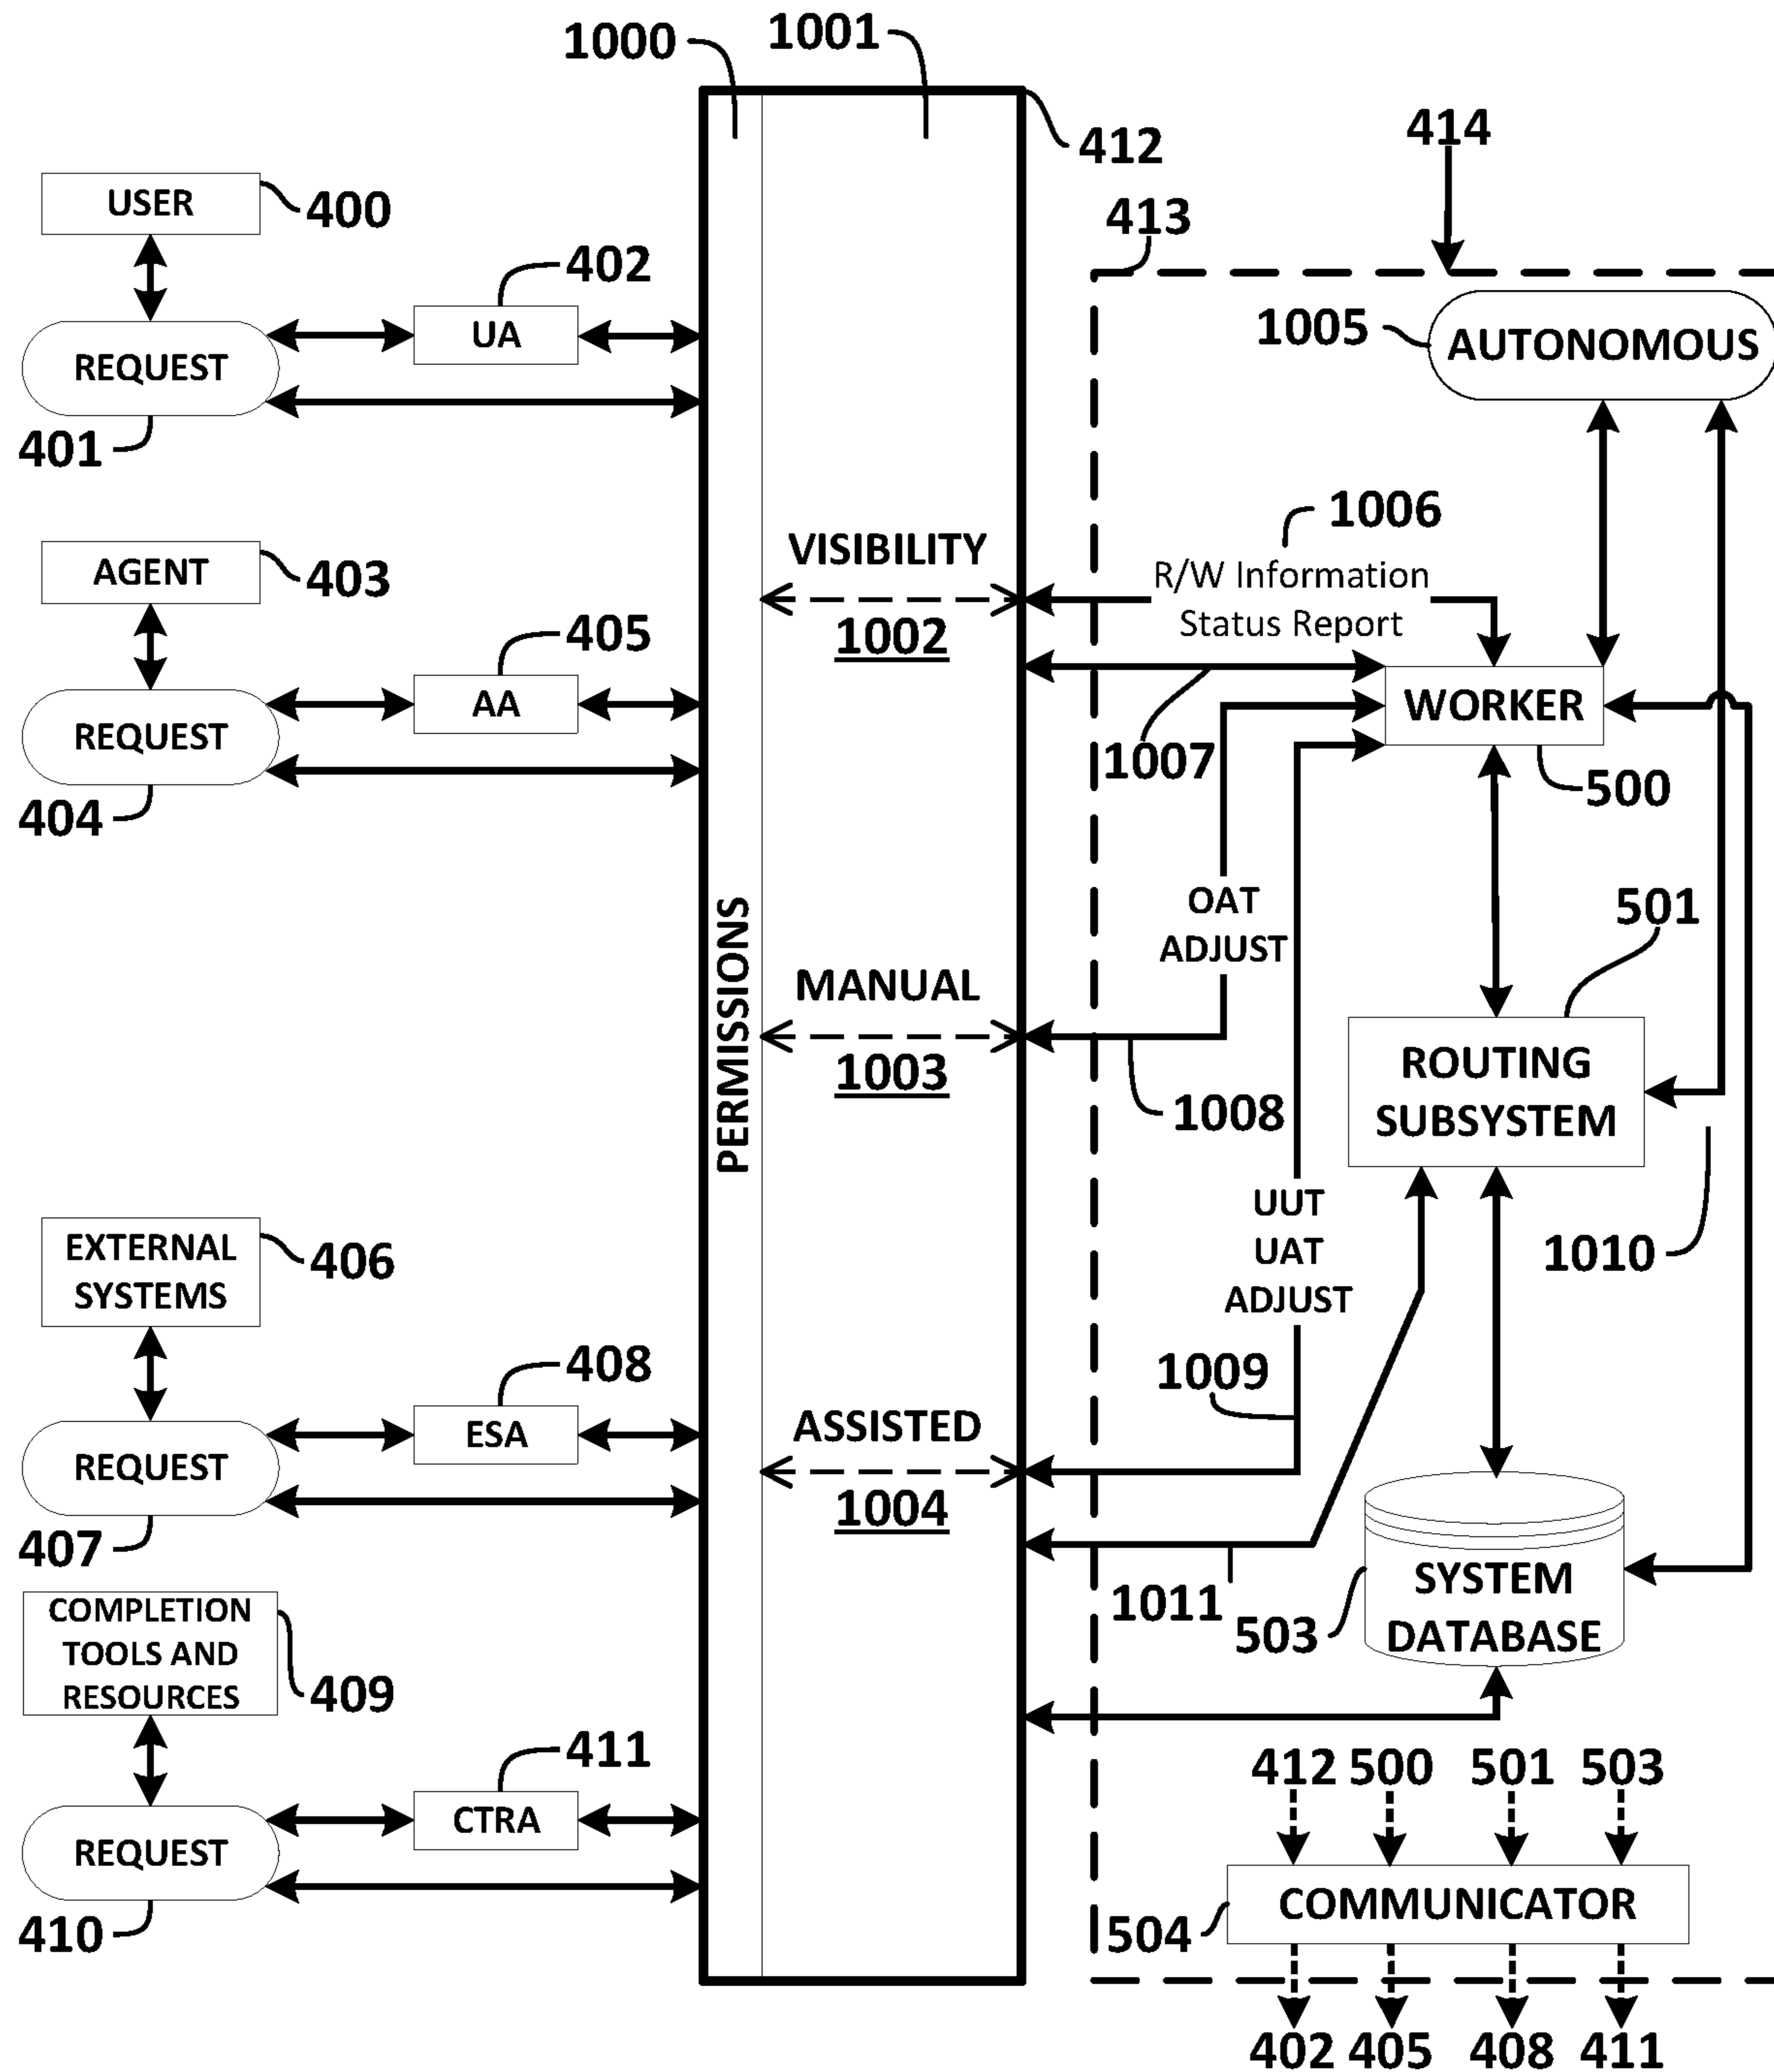 1000
1001
412
414
413
USER
400
402
UA
REQUEST
401
1005
AUTONOMOUS
AGENT
403
405
AA
REQUEST
404
VISIBILITY
1002
1006
R/W Information
Status Report
1007
WORKER
500
OAT
ADJUST
501
PERMISSIONS
MANUAL
1003
1008
ROUTING
SUBSYSTEM
1010
UUT
UAT
ADJUST
EXTERNAL
SYSTEMS
406
408
ESA
REQUEST
407
ASSISTED
1004
1009
1011
503
SYSTEM
DATABASE
COMPLETION
TOOLS AND
RESOURCES
409
411
CTRA
REQUEST
410
412 500 501 503
COMMUNICATOR
504
402 405 408 411